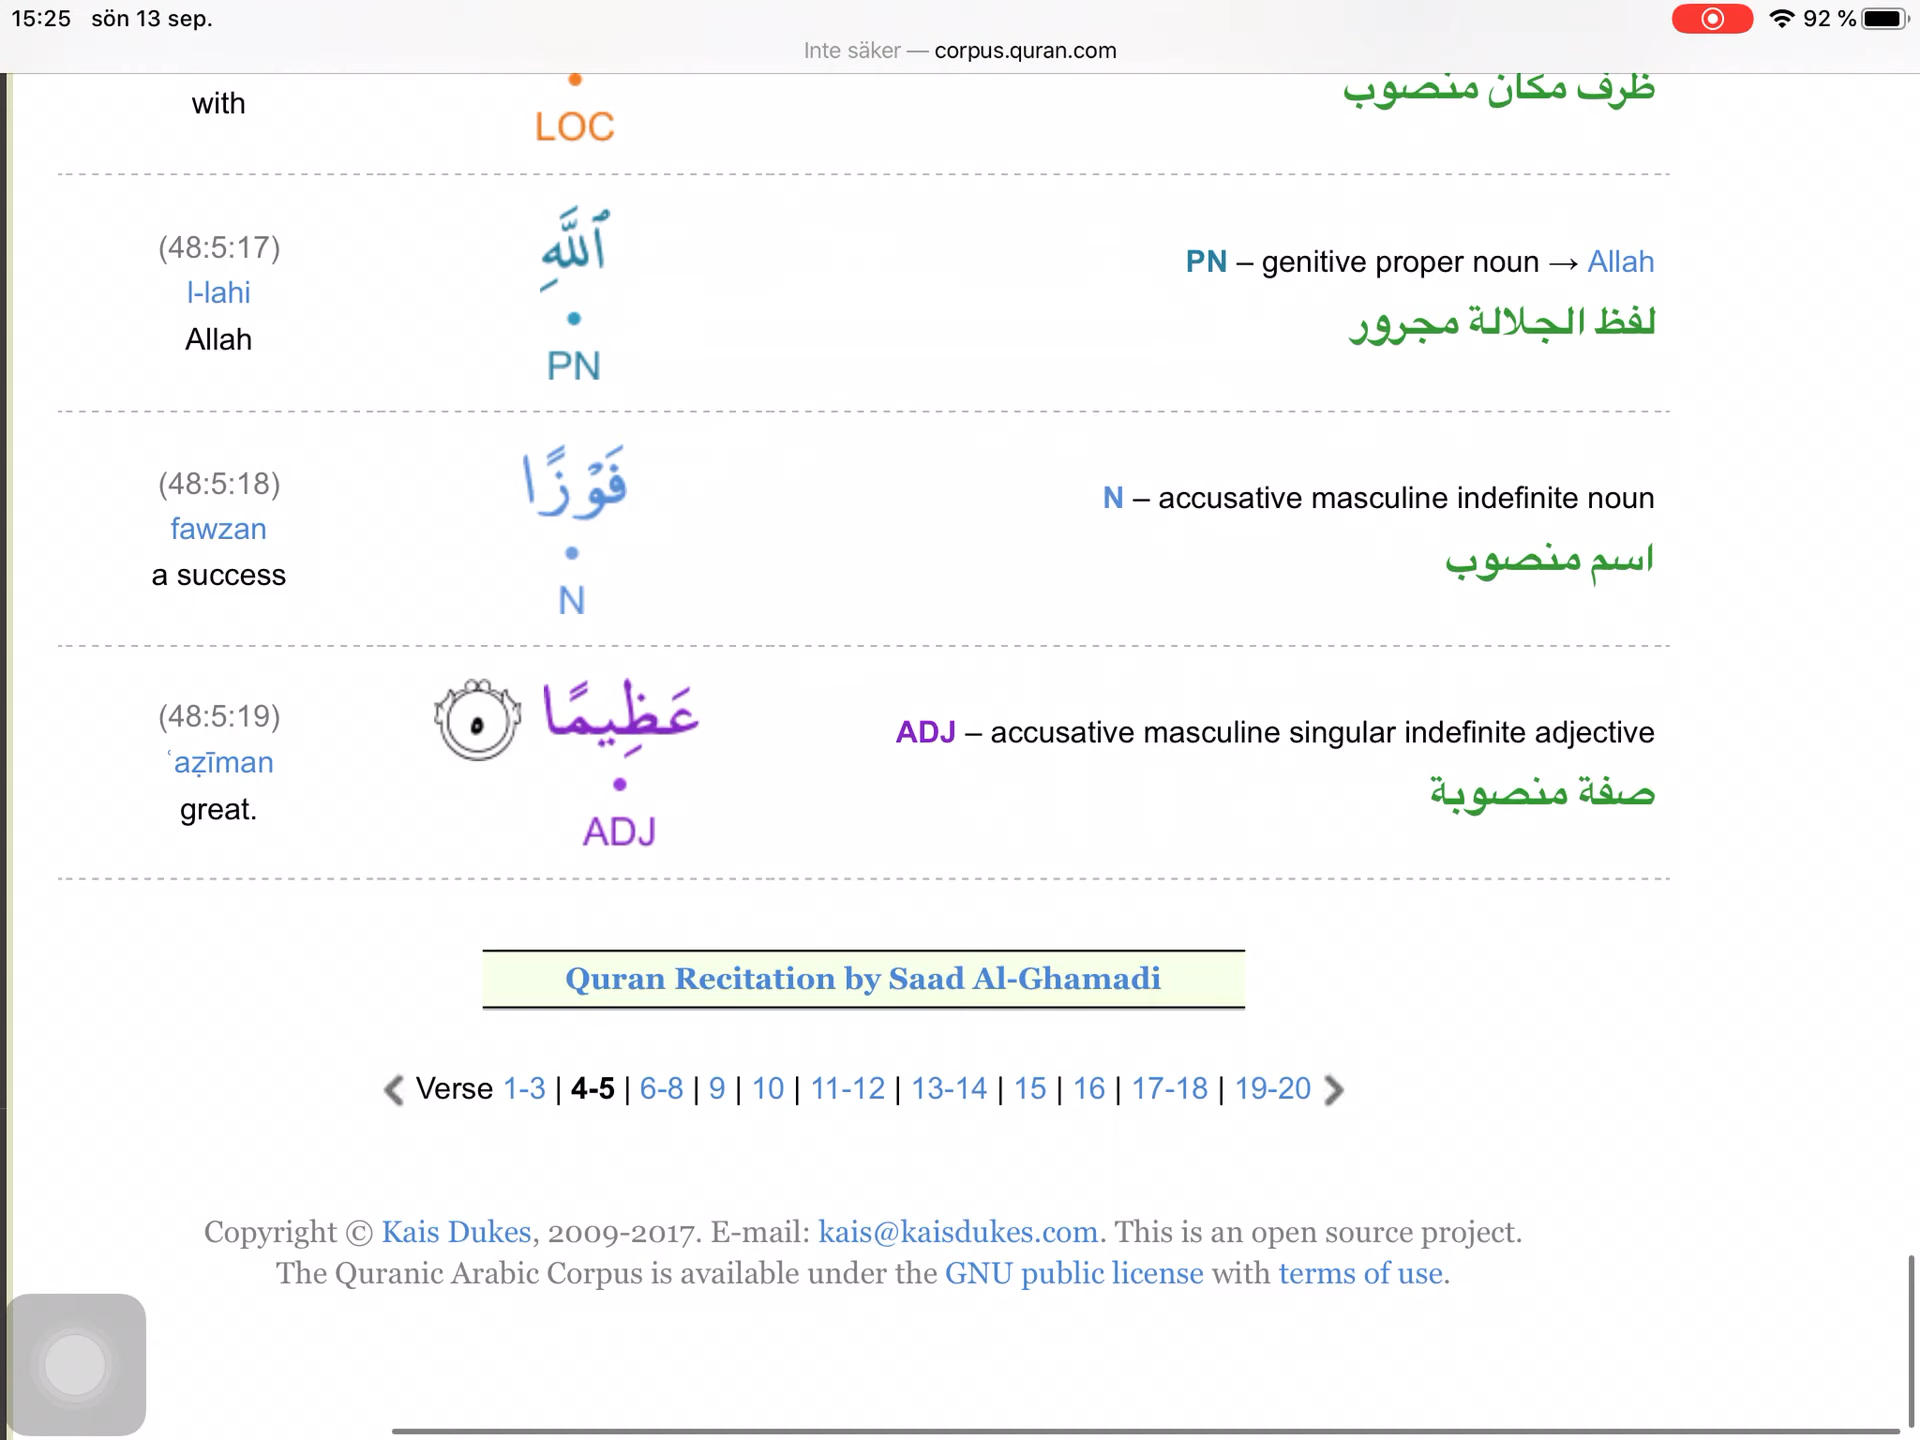 15:25 sön 13 sep.
92 %
Inte säker — corpus.quran.com
with
LOC
ظرف مكان منصوب
(48:5:17)
l-lahi
Allah
ٱللَّهِ
PN
PN – genitive proper noun → Allah
لفظ الجلالة مجرور
(48:5:18)
fawzan
a success
فَوْزًا
N
N – accusative masculine indefinite noun
اسم منصوب
(48:5:19)
ʿaẓīman
great.
عَظِيمًا ٥
ADJ
ADJ – accusative masculine singular indefinite adjective
صفة منصوبة
Quran Recitation by Saad Al-Ghamadi
Verse 1-3 | 4-5 | 6-8 | 9 | 10 | 11-12 | 13-14 | 15 | 16 | 17-18 | 19-20
Copyright © Kais Dukes, 2009-2017. E-mail: kais@kaisdukes.com. This is an open source project.
The Quranic Arabic Corpus is available under the GNU public license with terms of use.